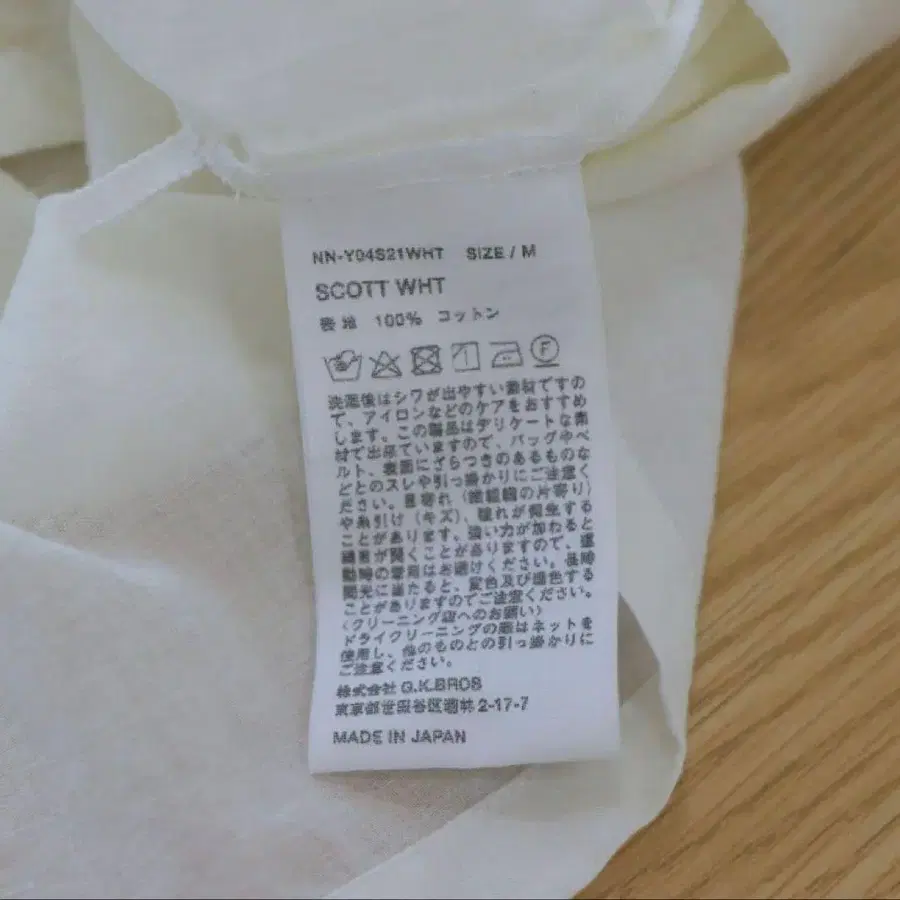 NN-Y04S21WHT SIZE / M
SCOTT WHT
表地 100% コットン
F
洗濯後はシワが出やすい素材ですの
で、アイロンなどのケアをおすすめ
します。この製品はデリケートな素
材で出来ていますので、バッグやベ
ルト、表面にざらつきのあるものな
どとのスレや引っ掛かりにご注意く
ださい。目寄れ（織組織の片寄り）
や糸引け（キズ）、破れが発生する
ことがあります。強い力が加わると
縫目が開くことがありますので、運
動時の着用はお避けください。長時
間光に当たると、変色及び退色する
ことがありますのでご注意ください。
〈クリーニング店へのお願い〉
ドライクリーニングの際はネットを
使用し、他のものとの引っ掛かりに
ご注意ください。
株式会社 G.K.BROS
東京都世田谷区 2-17-7
MADE IN JAPAN